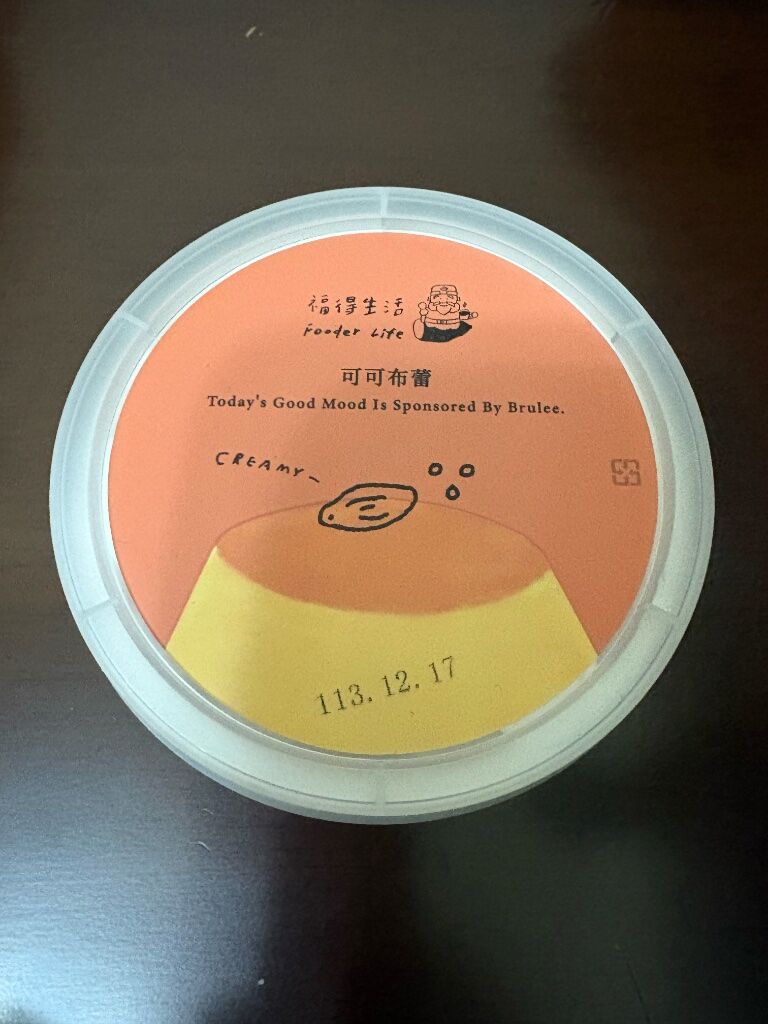 福得生活
Fooder Life
可可布蕾
Today's Good Mood Is Sponsored By Brulee.
CREAMY~
113.12.17